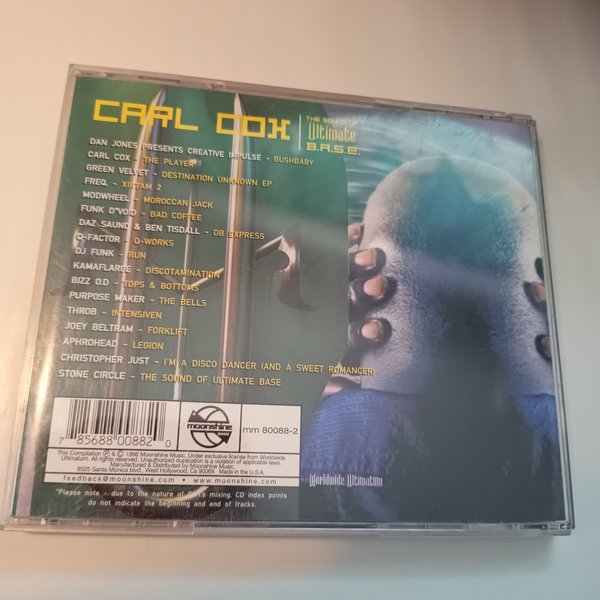 CARL COX
THE SOUND OF
Ultimate
B.A.S.E.
DAN JONES PRESENTS CREATIVE INPULSE - BUSHBABY
CARL COX - THE PLAYER
GREEN VELVET - DESTINATION UNKNOWN EP
FREQ. - XIRTAM 2
MODWHEEL - MOROCCAN JACK
FUNK D'VOID - BAD COFFEE
DAZ SAUND & BEN TISDALL - DB EXPRESS
Q-FACTOR - Q-WORKS
DJ FUNK - RUN
KAMAFLARGE - DISCOTAMINATION
BIZZ O.D - TOPS & BOTTOMS
PURPOSE MAKER - THE BELLS
THROB - INTENSIVEN
JOEY BELTRAM - FORKLIFT
APHROHEAD - LEGION
CHRISTOPHER JUST - I'M A DISCO DANCER (AND A SWEET ROMANCER)
STONE CIRCLE - THE SOUND OF ULTIMATE BASE
7 85688 00882 0
moonshine
MUSIC
mm 80088-2
This Compilation Ⓟ & © 1998 Moonshine Music. Under exclusive license from Worldwide
Ultimatum. All rights reserved. Unauthorized duplication is a violation of applicable laws.
Manufactured & Distributed by Moonshine Music.
8525 Santa Monica blvd., West Hollywood, Ca 90069. Made in the U.S.A.
feedback@moonshine.com • www.moonshine.com
*Please note - due to the nature of Carl's mixing, CD index points
do not indicate the beginning and end of tracks.
Worldwide Ultimatum